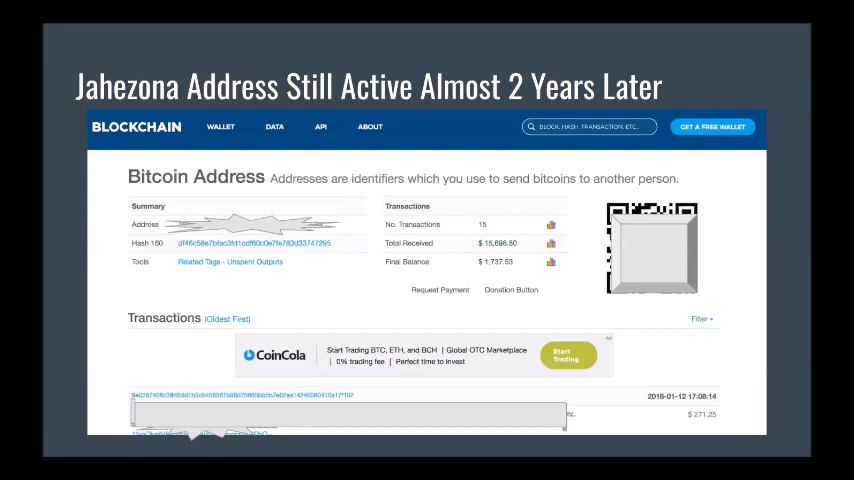 Jahezona Address Still Active Almost 2 Years Later
BLOCKCHAIN WALLET DATA API ABOUT BLOCK, HASH, TRANSACTION, ETC... GET A FREE WALLET
Bitcoin Address Addresses are identifiers which you use to send bitcoins to another person.
Summary
Address
Hash 160
Tools Related Tags - Unspent Outputs
Transactions
No. Transactions 15
Total Received $ 15,698.50
Final Balance $ 1,737.53
Request Payment Donation Button
Transactions (Oldest First) Filter
Ad
CoinCola
Start Trading BTC, ETH, and BCH | Global OTC Marketplace
| 0% trading fee | Perfect time to invest
Start Trading
2018-01-12 17:08:14
$ 271.25